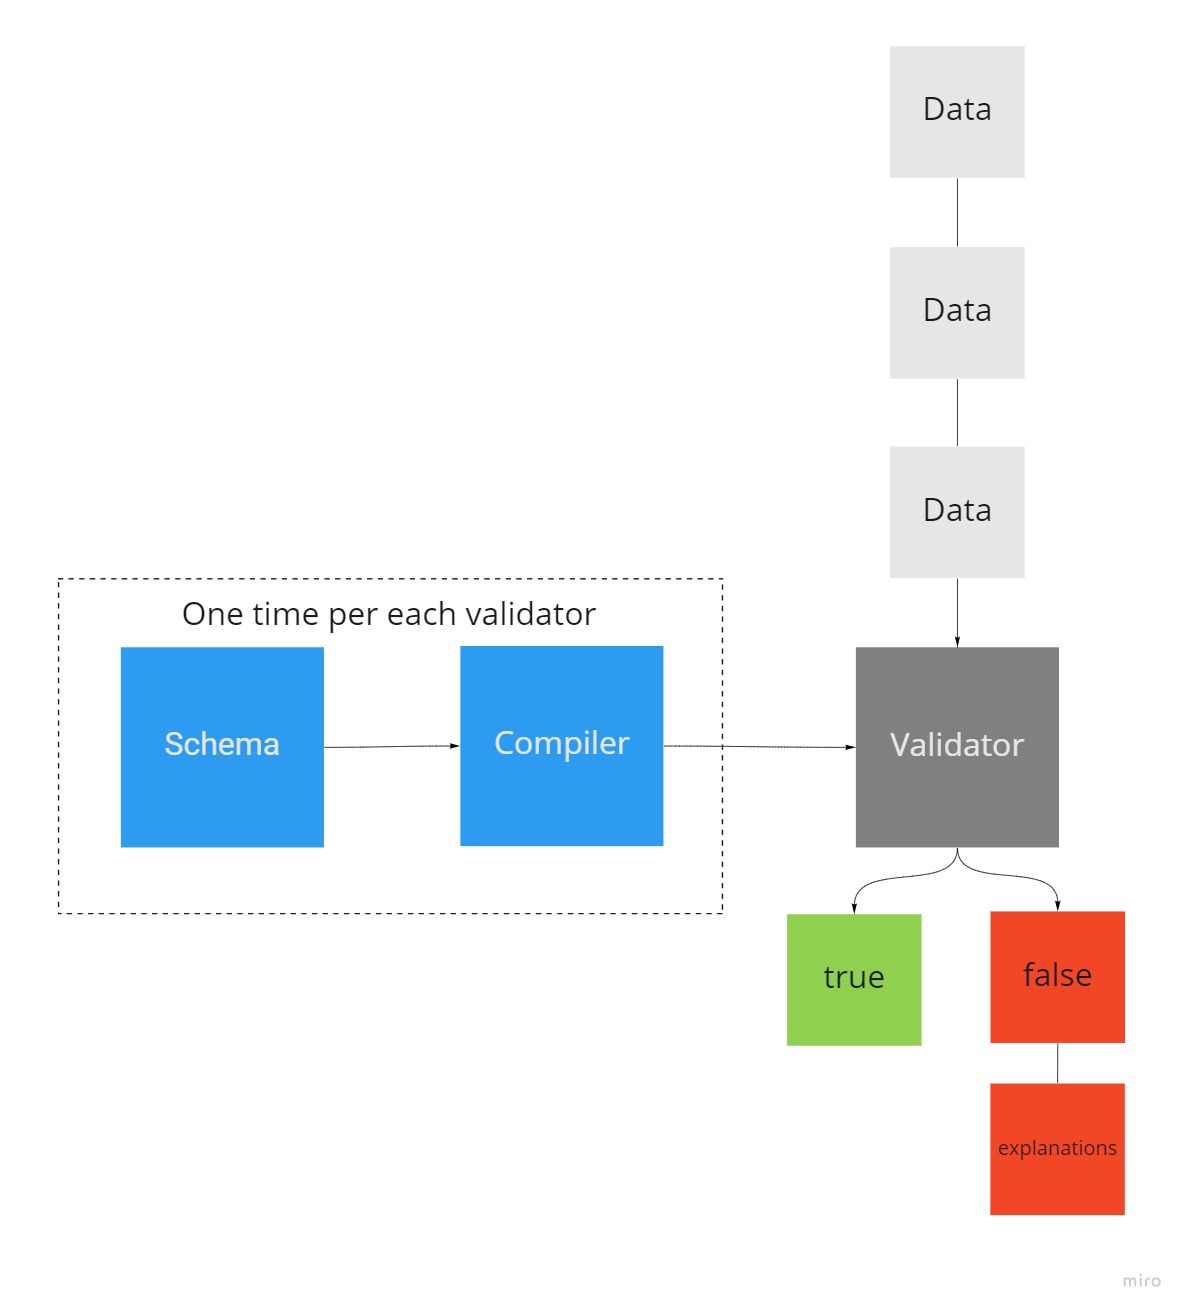 Data
Data
Data
One time per each validator
Schema
Compiler
Validator
true
false
explanations
miro